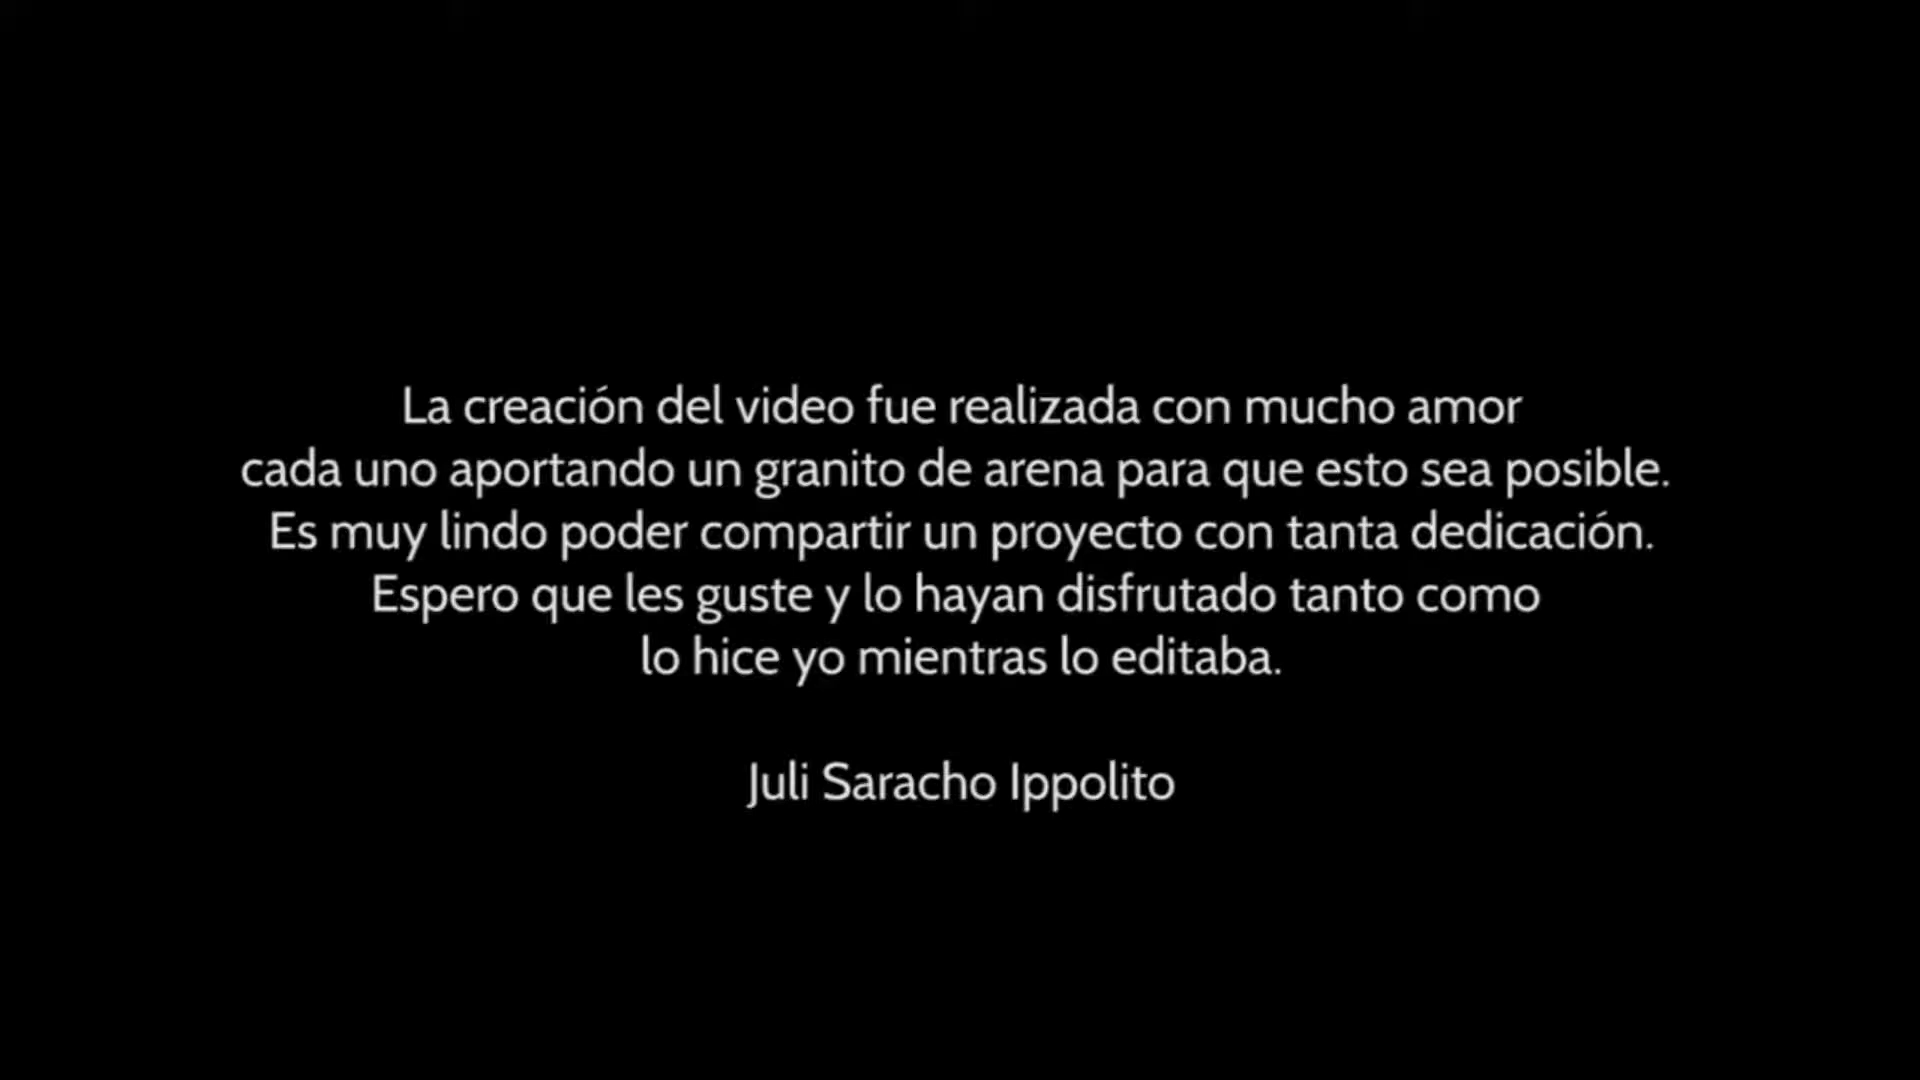 La creación del video fue realizada con mucho amor
cada uno aportando un granito de arena para que esto sea posible.
Es muy lindo poder compartir un proyecto con tanta dedicación.
Espero que les guste y lo hayan disfrutado tanto como
lo hice yo mientras lo editaba.
Juli Saracho Ippolito